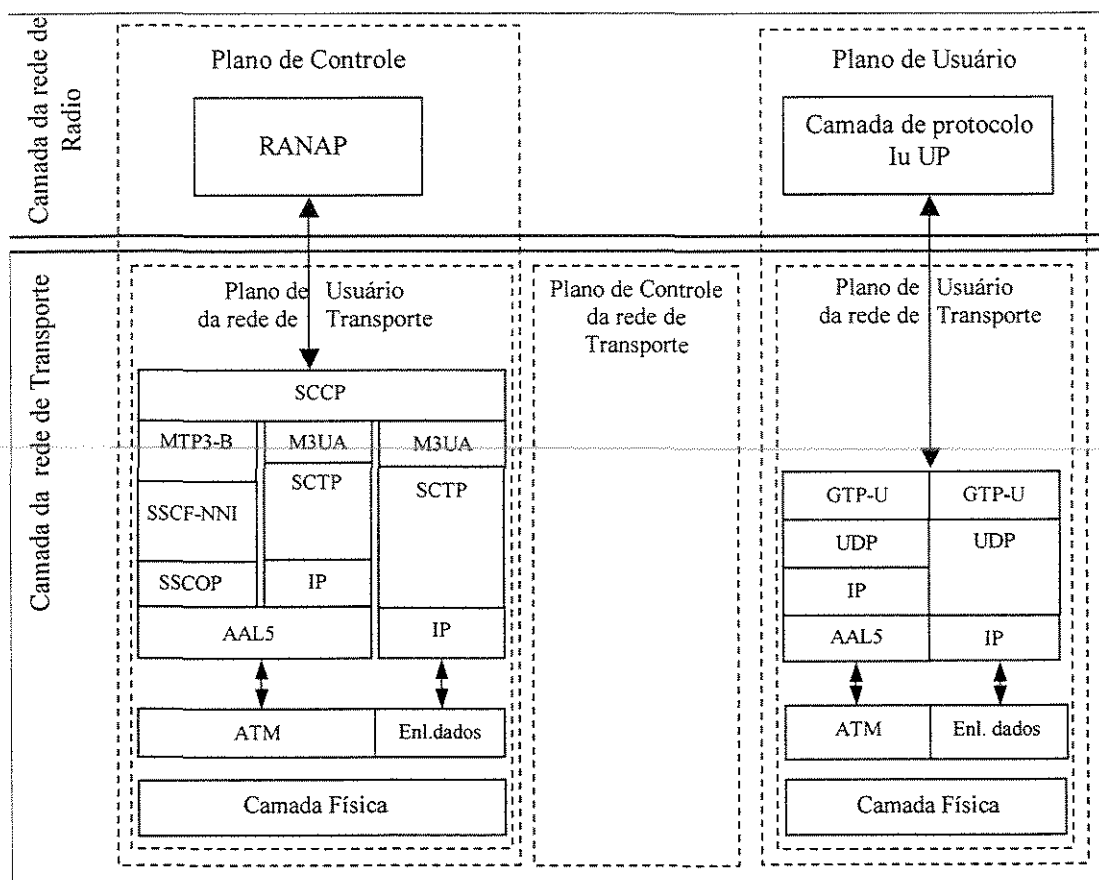 Camada da rede de
Radio
Plano de Controle
RANAP
Plano de Usuário
Camada de protocolo
Iu UP
Camada da rede de Transporte
Plano de Usuário
da rede de Transporte
SCCP
MTP3-B
SSCF-NNI
SSCOP
M3UA
SCTP
IP
AAL5
M3UA
SCTP
IP
ATM
Enl.dados
Camada Física
Plano de Controle
da rede de
Transporte
Plano de Usuário
da rede de Transporte
GTP-U
UDP
IP
AAL5
GTP-U
UDP
IP
ATM
Enl. dados
Camada Física